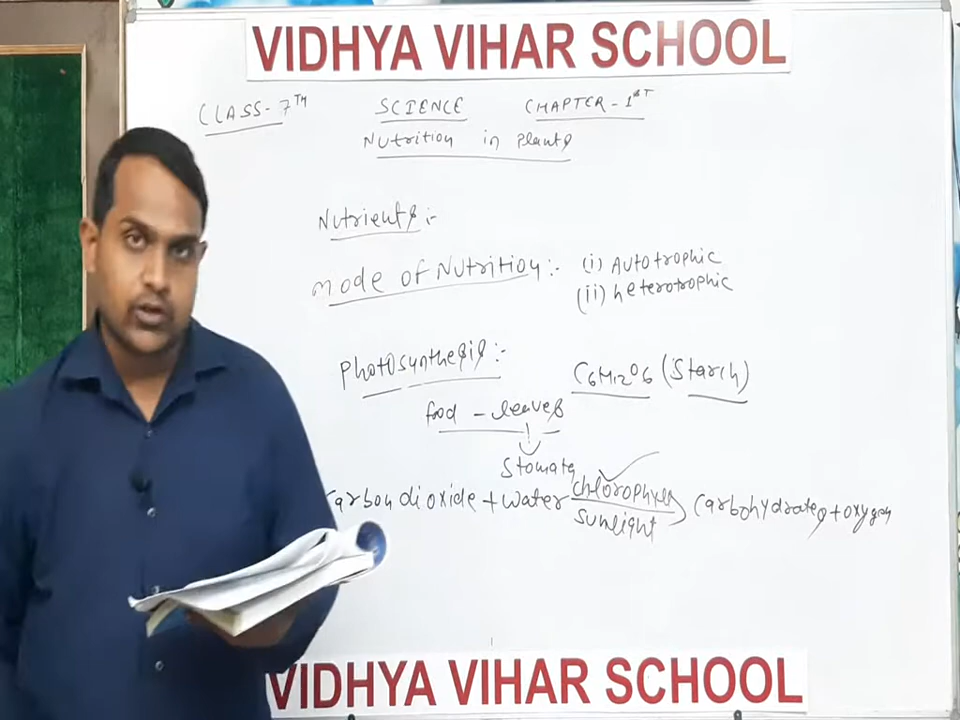 VIDHYA VIHAR SCHOOL
CLASS- 7TH SCIENCE CHAPTER - 1ST
Nutrition in Plants
Nutrients :-
mode of Nutrition :- (i) Autotrophic
(ii) heterotrophic
Photosynthesis :- C6H12O6 (Starch)
food - leaves
Stomata
Carbon dioxide + water chlorophyll sunlight carbohydrates + oxygen
VIDHYA VIHAR SCHOOL